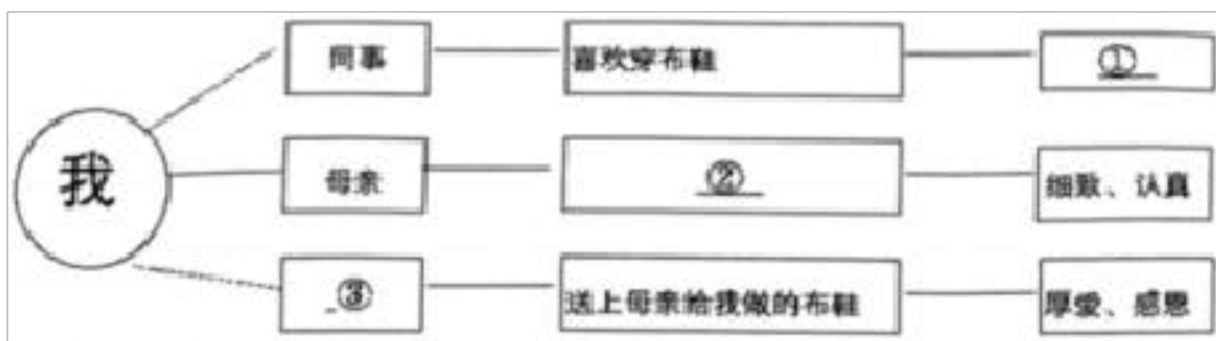 同事
喜欢穿布鞋
①
我
母亲
②
细致、认真
③
送上母亲给我做的布鞋
厚爱、感恩